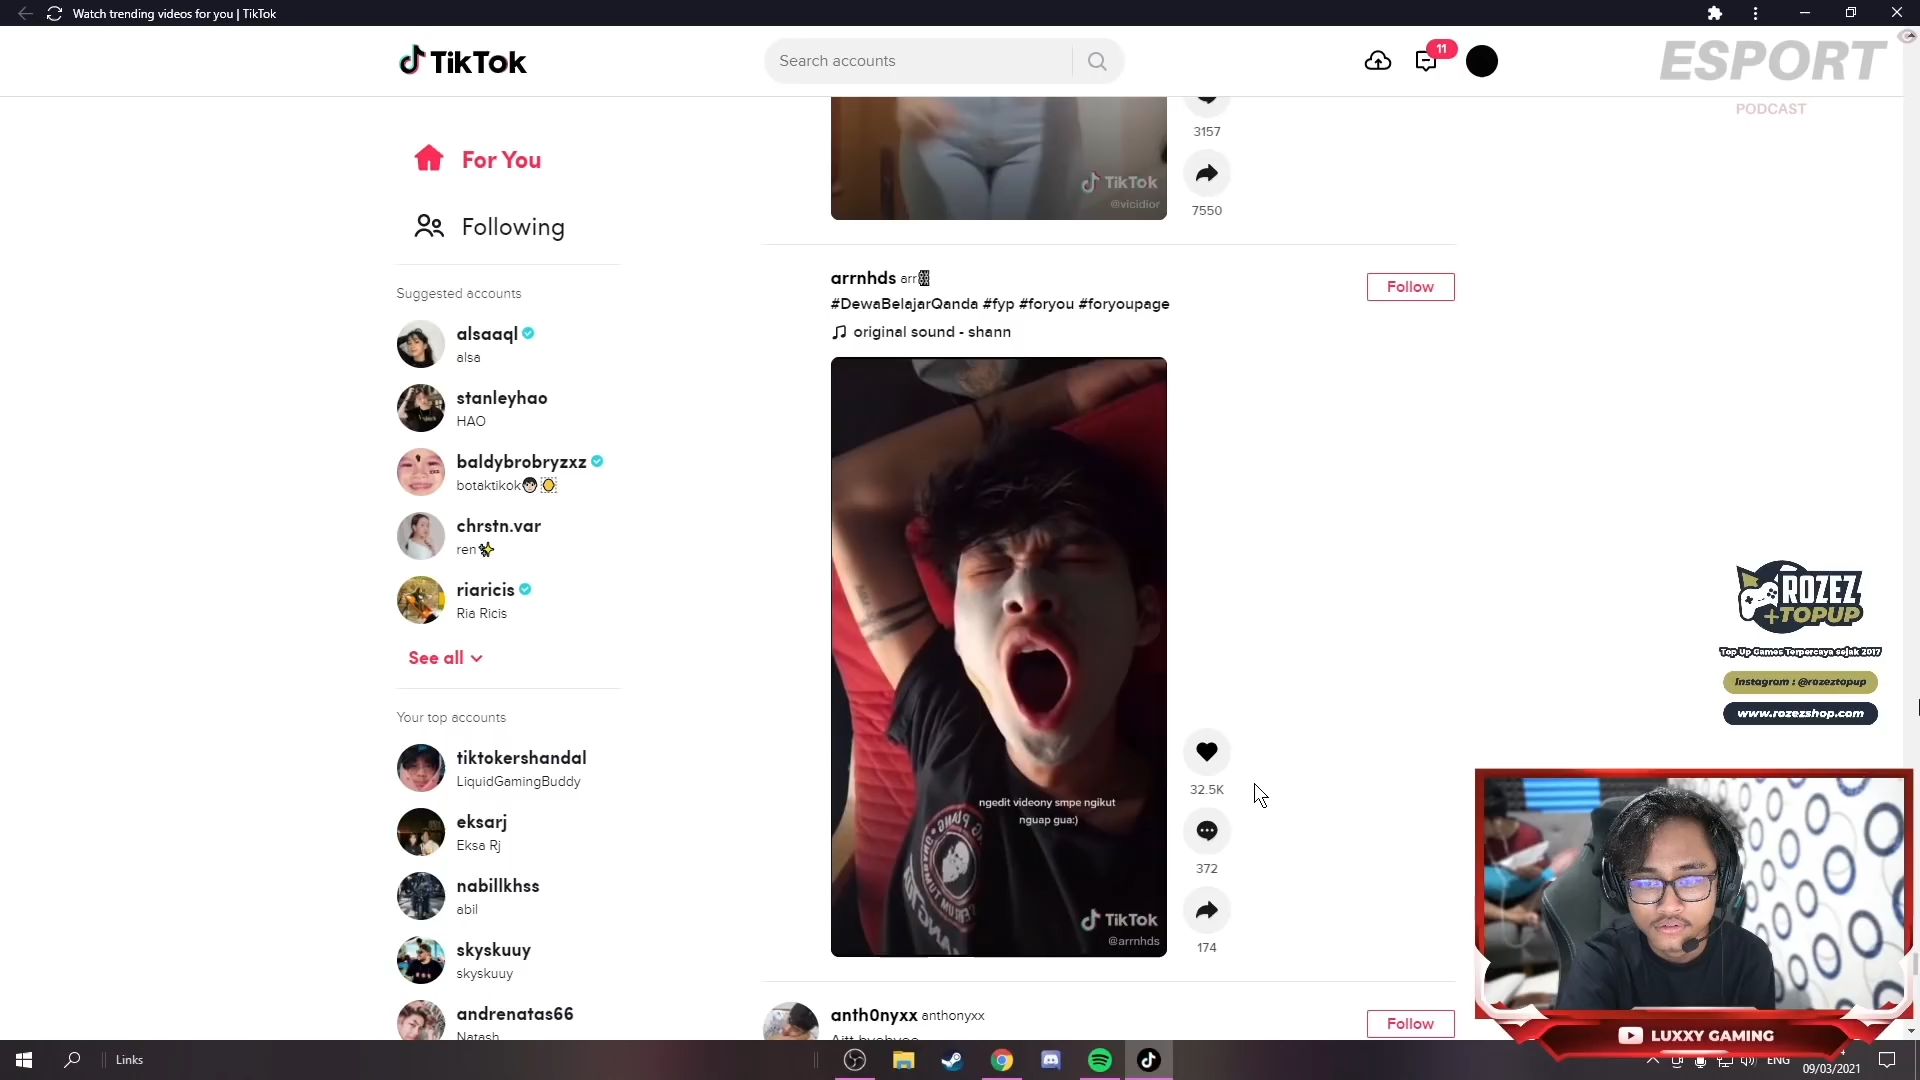 Watch trending videos for you | TikTok
TikTok
Search accounts
11
ESPORT
PODCAST
For You
Following
Suggested accounts
alsaaql
alsa
stanleyhao
HAO
baldybrobryzxz
botaktikok
chrstn.var
ren
riaricis
Ria Ricis
See all
Your top accounts
tiktokershandal
LiquidGamingBuddy
eksarj
Eksa Rj
nabillkhss
abil
skyskuuy
skyskuuy
andrenatas66
Natash
3157
TikTok
@vicidior
7550
arrnhds arr
Follow
#DewaBelajarQanda #fyp #foryou #foryoupage
original sound - shann
ngedit videony smpe ngikut
nguap gua:)
TikTok
@arrnhds
32.5K
372
174
anth0nyxx anthonyxx
Follow
ROZEZ
+TOPUP
Top Up Games Terpercaya sejak 2017
Instagram : @rozeztopup
www.rozezshop.com
LUXXY GAMING
Links
ENG
09/03/2021